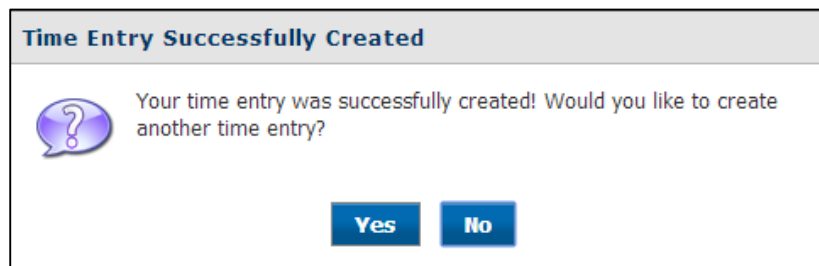 Time Entry Successfully Created
Your time entry was successfully created! Would you like to create
another time entry?
Yes No